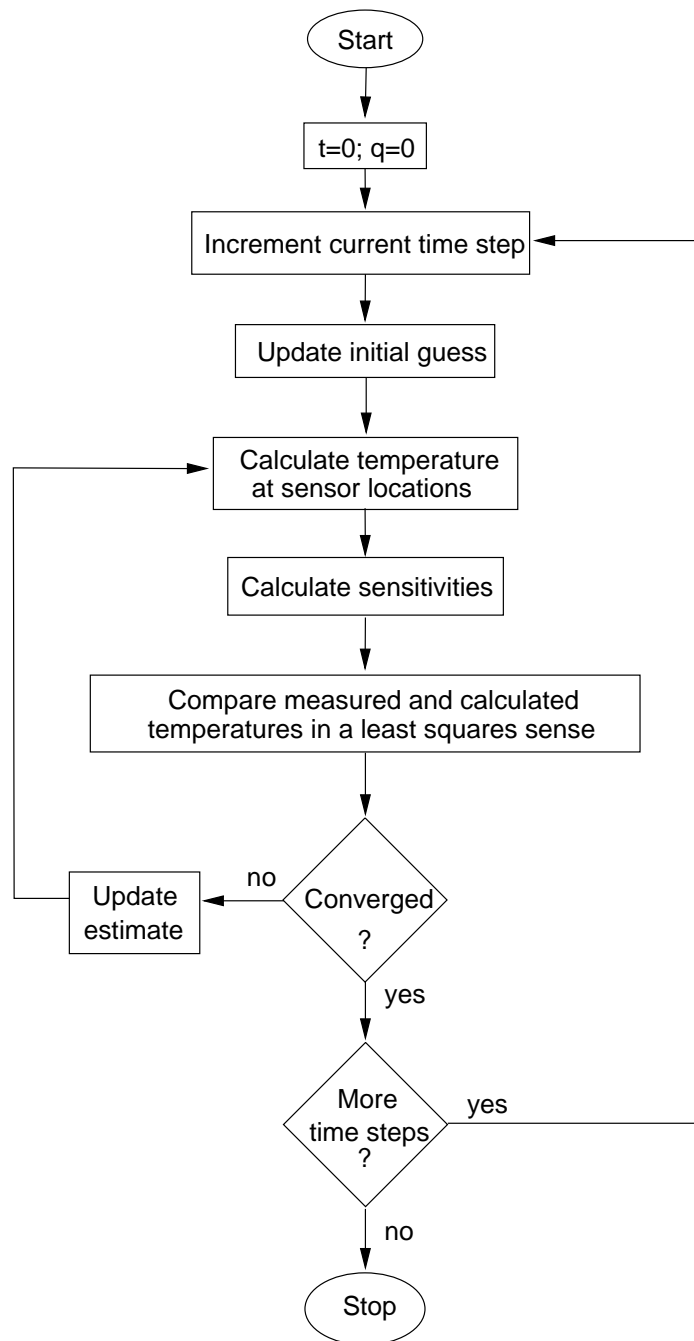 Start
t=0; q=0
Increment current time step
Update initial guess
Calculate temperature
at sensor locations
Calculate sensitivities
Compare measured and calculated
temperatures in a least squares sense
no
Update
estimate
Converged
?
yes
More
time steps
?
yes
no
Stop